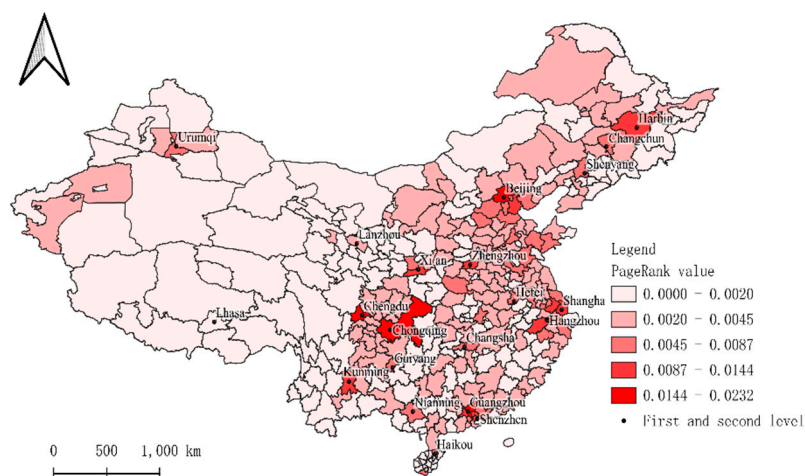 Harbin
Changchun
Urumqi
Shenyang
Beijing
Lanzhou
Zhengzhou
Xi'an
Hefei
Shangha
Chengdu
Hangzhou
Lhasa
Chongqing
Changsha
Guiyang
Kunming
Nanning
Guangzhou
Shenzhen
Haikou
Legend
PageRank value
0.0000 - 0.0020
0.0020 - 0.0045
0.0045 - 0.0087
0.0087 - 0.0144
0.0144 - 0.0232
First and second level
0 500 1,000 km